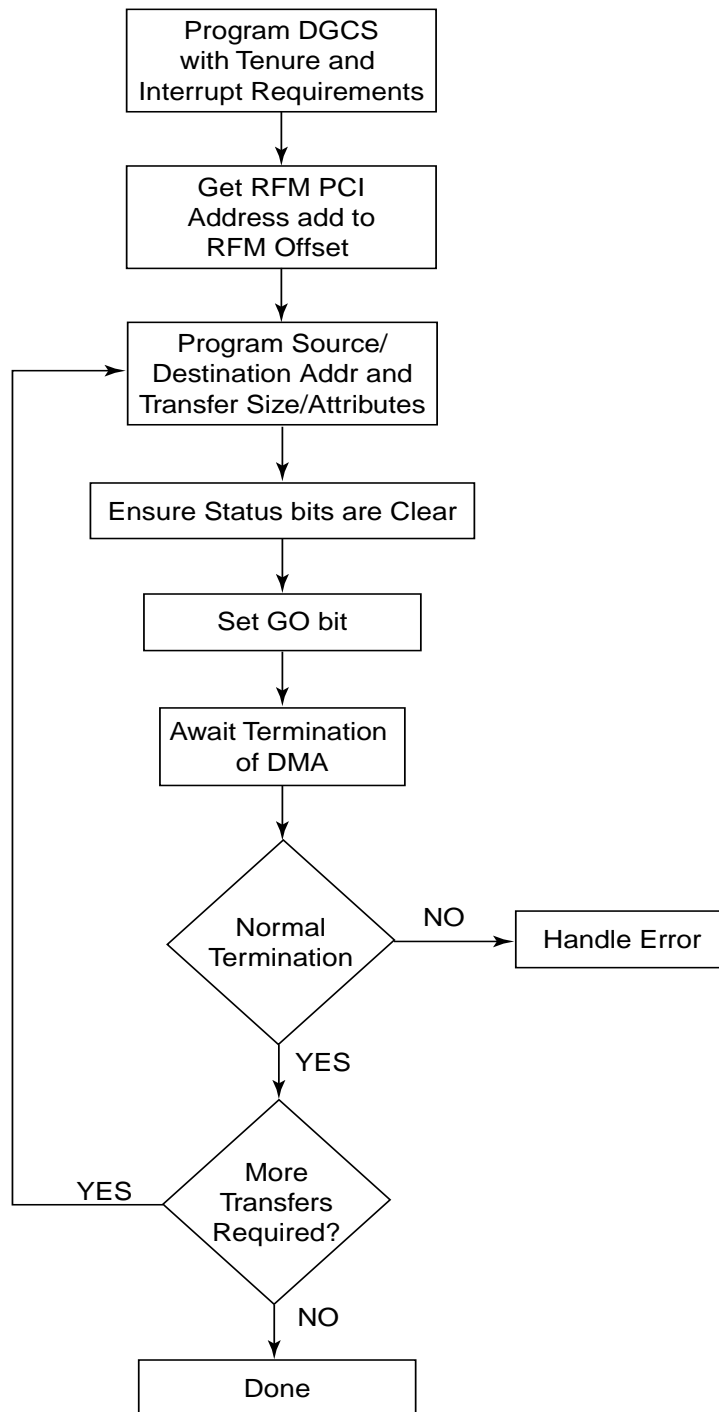 Program DGCS
with Tenure and
Interrupt Requirements
Get RFM PCI
Address add to
RFM Offset
Program Source/
Destination Addr and
Transfer Size/Attributes
Ensure Status bits are Clear
Set GO bit
Await Termination
of DMA
Normal
Termination
NO
Handle Error
YES
More
Transfers
Required?
YES
NO
Done